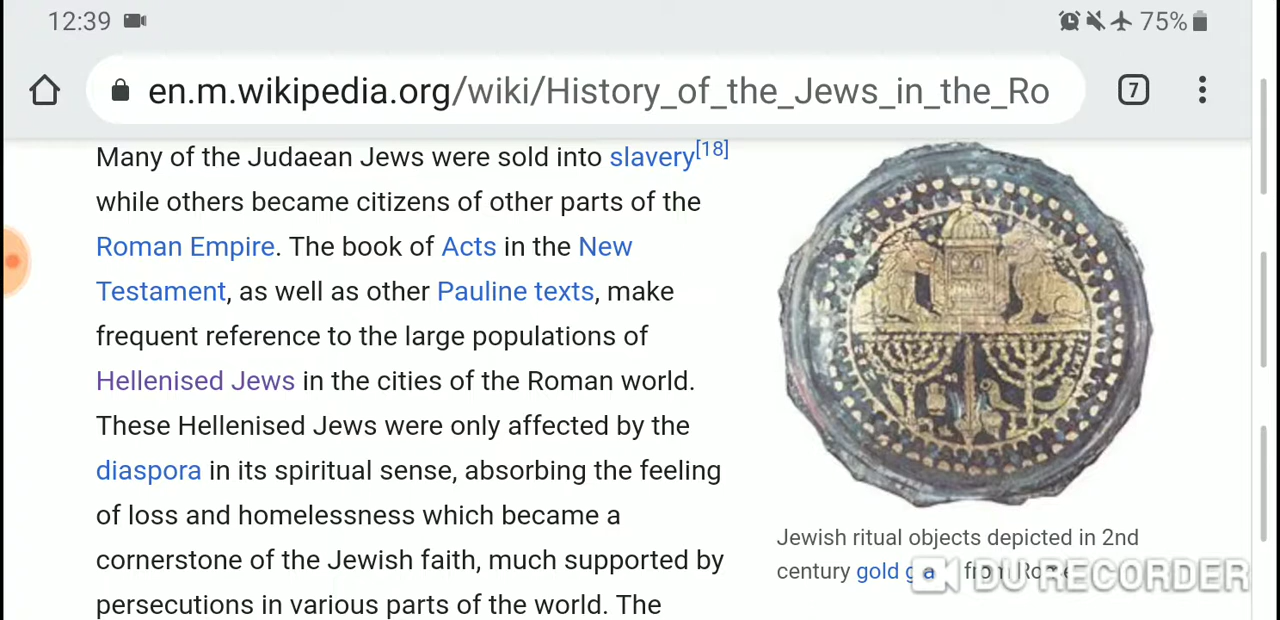 12:39
75%
en.m.wikipedia.org/wiki/History_of_the_Jews_in_the_Ro
7
Many of the Judaean Jews were sold into slavery[18]
while others became citizens of other parts of the
Roman Empire. The book of Acts in the New
Testament, as well as other Pauline texts, make
frequent reference to the large populations of
Hellenised Jews in the cities of the Roman world.
These Hellenised Jews were only affected by the
diaspora in its spiritual sense, absorbing the feeling
of loss and homelessness which became a
cornerstone of the Jewish faith, much supported by
persecutions in various parts of the world. The
Jewish ritual objects depicted in 2nd
century gold from Rome
DU RECORDER